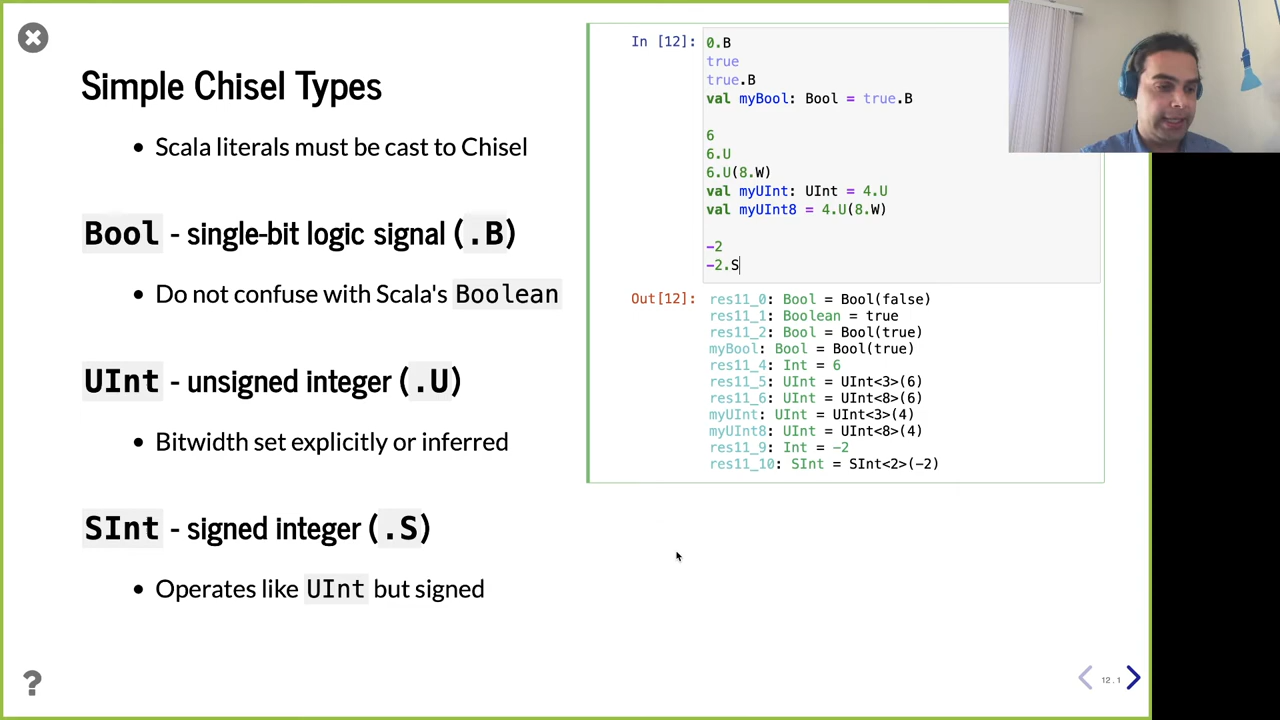 Simple Chisel Types
• Scala literals must be cast to Chisel
Bool - single-bit logic signal (.B)
• Do not confuse with Scala's Boolean
UInt - unsigned integer (.U)
• Bitwidth set explicitly or inferred
SInt - signed integer (.S)
• Operates like UInt but signed
?
In [12]:
0.B
true
true.B
val myBool: Bool = true.B
6
6.U
6.U(8.W)
val myUInt: UInt = 4.U
val myUInt8 = 4.U(8.W)
-2
-2.S
Out[12]:
res11_0: Bool = Bool(false)
res11_1: Boolean = true
res11_2: Bool = Bool(true)
myBool: Bool = Bool(true)
res11_4: Int = 6
res11_5: UInt = UInt<3>(6)
res11_6: UInt = UInt<8>(6)
myUInt: UInt = UInt<3>(4)
myUInt8: UInt = UInt<8>(4)
res11_9: Int = -2
res11_10: SInt = SInt<2>(-2)
12.1